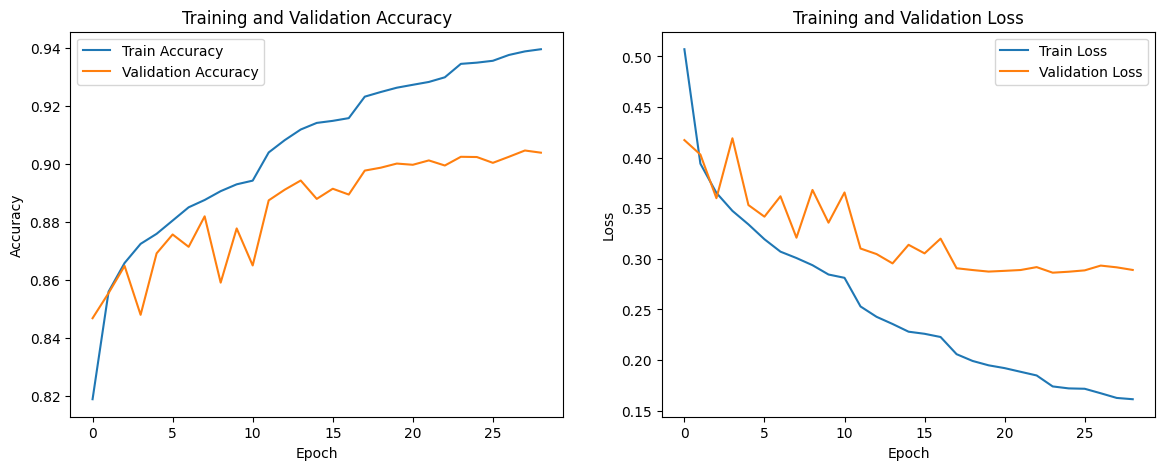 Training and Validation Accuracy
Train Accuracy
Validation Accuracy
0.94
0.92
0.90
0.88
0.86
0.84
0.82
Accuracy
0 5 10 15 20 25
Epoch
Training and Validation Loss
Train Loss
Validation Loss
0.50
0.45
0.40
0.35
0.30
0.25
0.20
0.15
Loss
0 5 10 15 20 25
Epoch